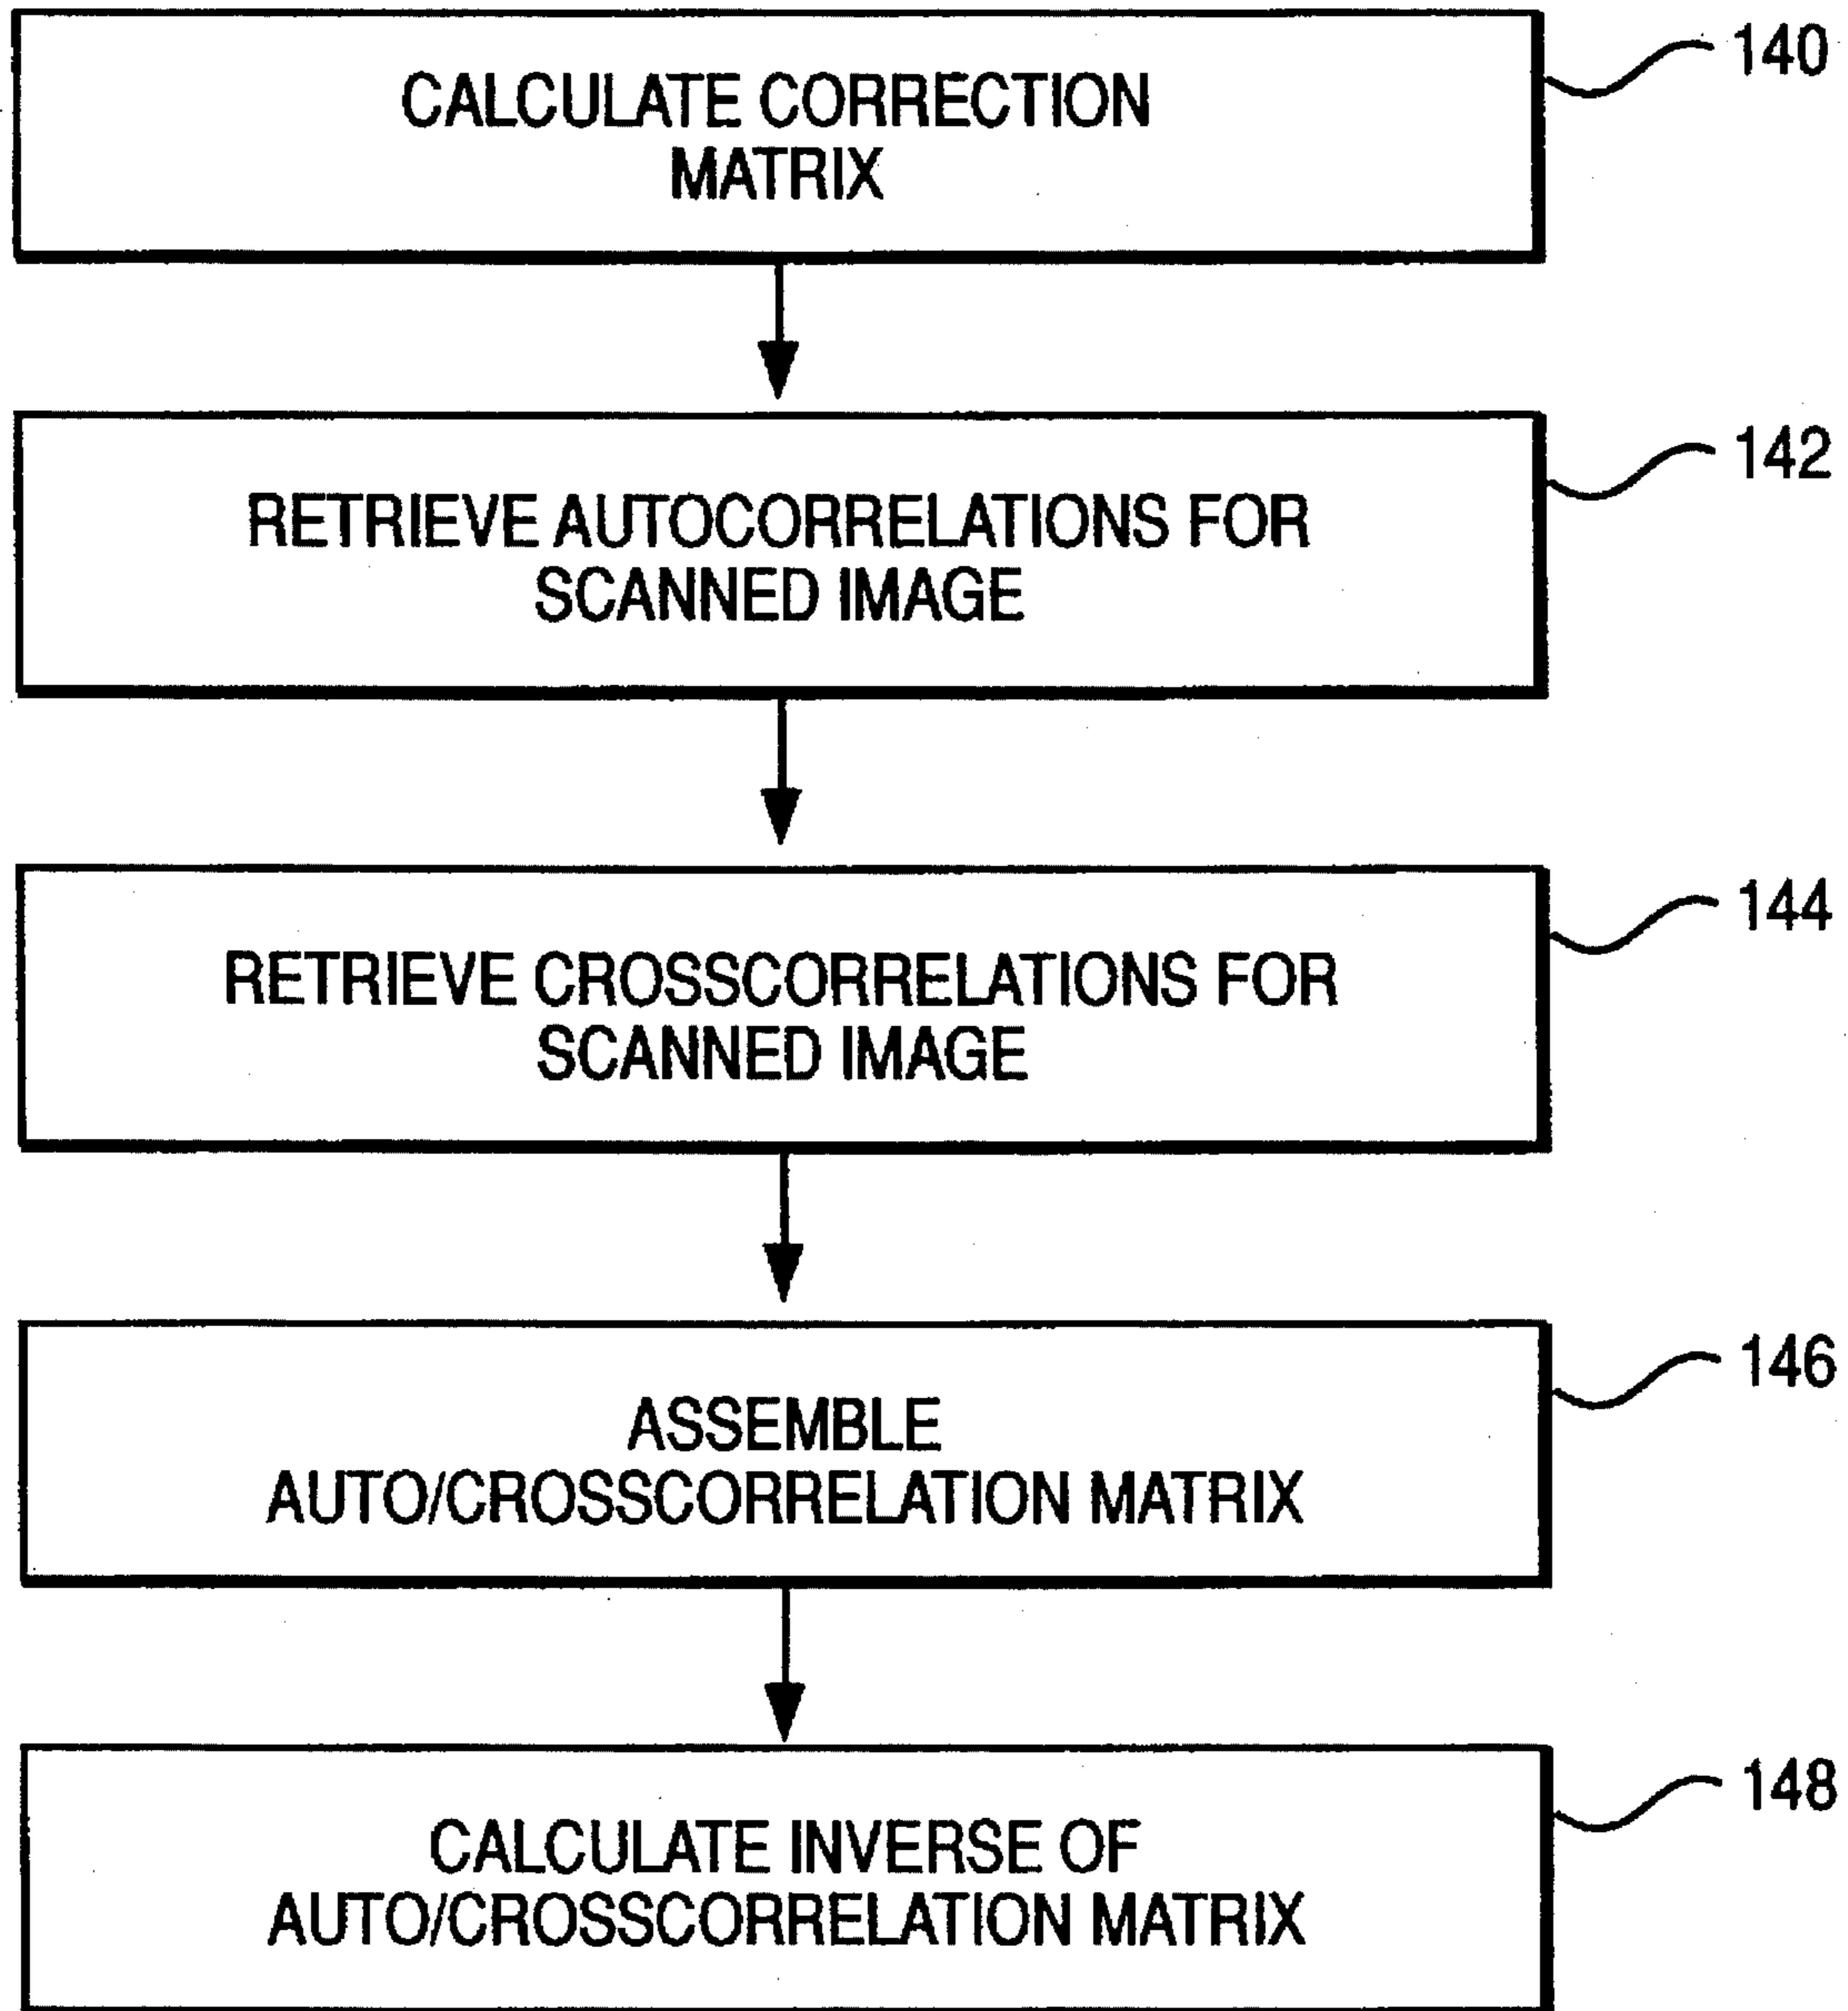 CALCULATE CORRECTION
MATRIX
140
RETRIEVE AUTOCORRELATIONS FOR
SCANNED IMAGE
142
RETRIEVE CROSSCORRELATIONS FOR
SCANNED IMAGE
144
ASSEMBLE
AUTO/CROSSCORRELATION MATRIX
146
CALCULATE INVERSE OF
AUTO/CROSSCORRELATION MATRIX
148